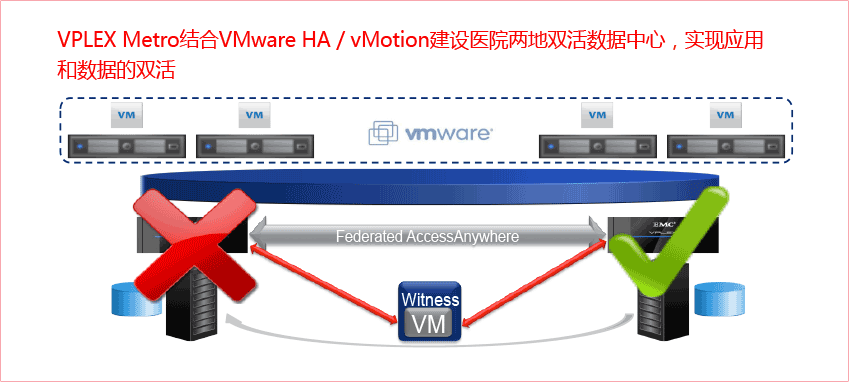 VPLEX Metro结合VMware HA / vMotion建设医院两地双活数据中心，实现应用
和数据的双活
VM
VM
VM
VM
vmware
Federated AccessAnywhere
EMC²
Witness
VM